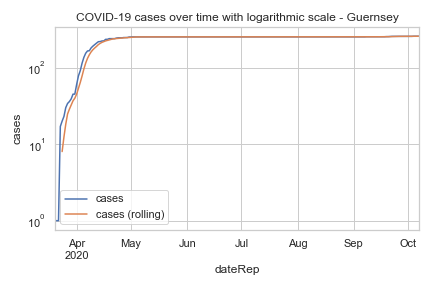 COVID-19 cases over time with logarithmic scale - Guernsey
10²
10¹
10⁰
cases
cases
cases (rolling)
Apr
2020
May
Jun
Jul
Aug
Sep
Oct
dateRep